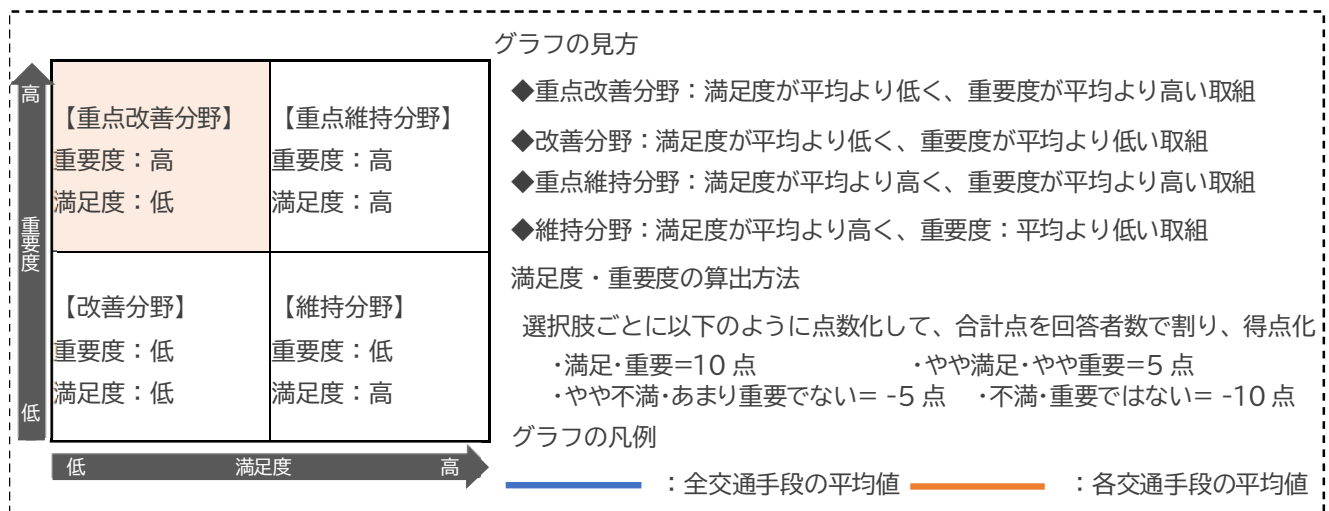 グラフの見方
高
重要度
低
【重点改善分野】
重要度：高
満足度：低
【重点維持分野】
重要度：高
満足度：高
【改善分野】
重要度：低
満足度：低
【維持分野】
重要度：低
満足度：高
低 満足度 高
◆重点改善分野：満足度が平均より低く、重要度が平均より高い取組
◆改善分野：満足度が平均より低く、重要度が平均より低い取組
◆重点維持分野：満足度が平均より高く、重要度が平均より高い取組
◆維持分野：満足度が平均より高く、重要度：平均より低い取組
満足度・重要度の算出方法
選択肢ごとに以下のように点数化して、合計点を回答者数で割り、得点化
・満足・重要＝10 点 ・やや満足・やや重要＝5 点
・やや不満・あまり重要でない＝ -5 点 ・不満・重要ではない＝ -10 点
グラフの凡例
：全交通手段の平均値 ：各交通手段の平均値